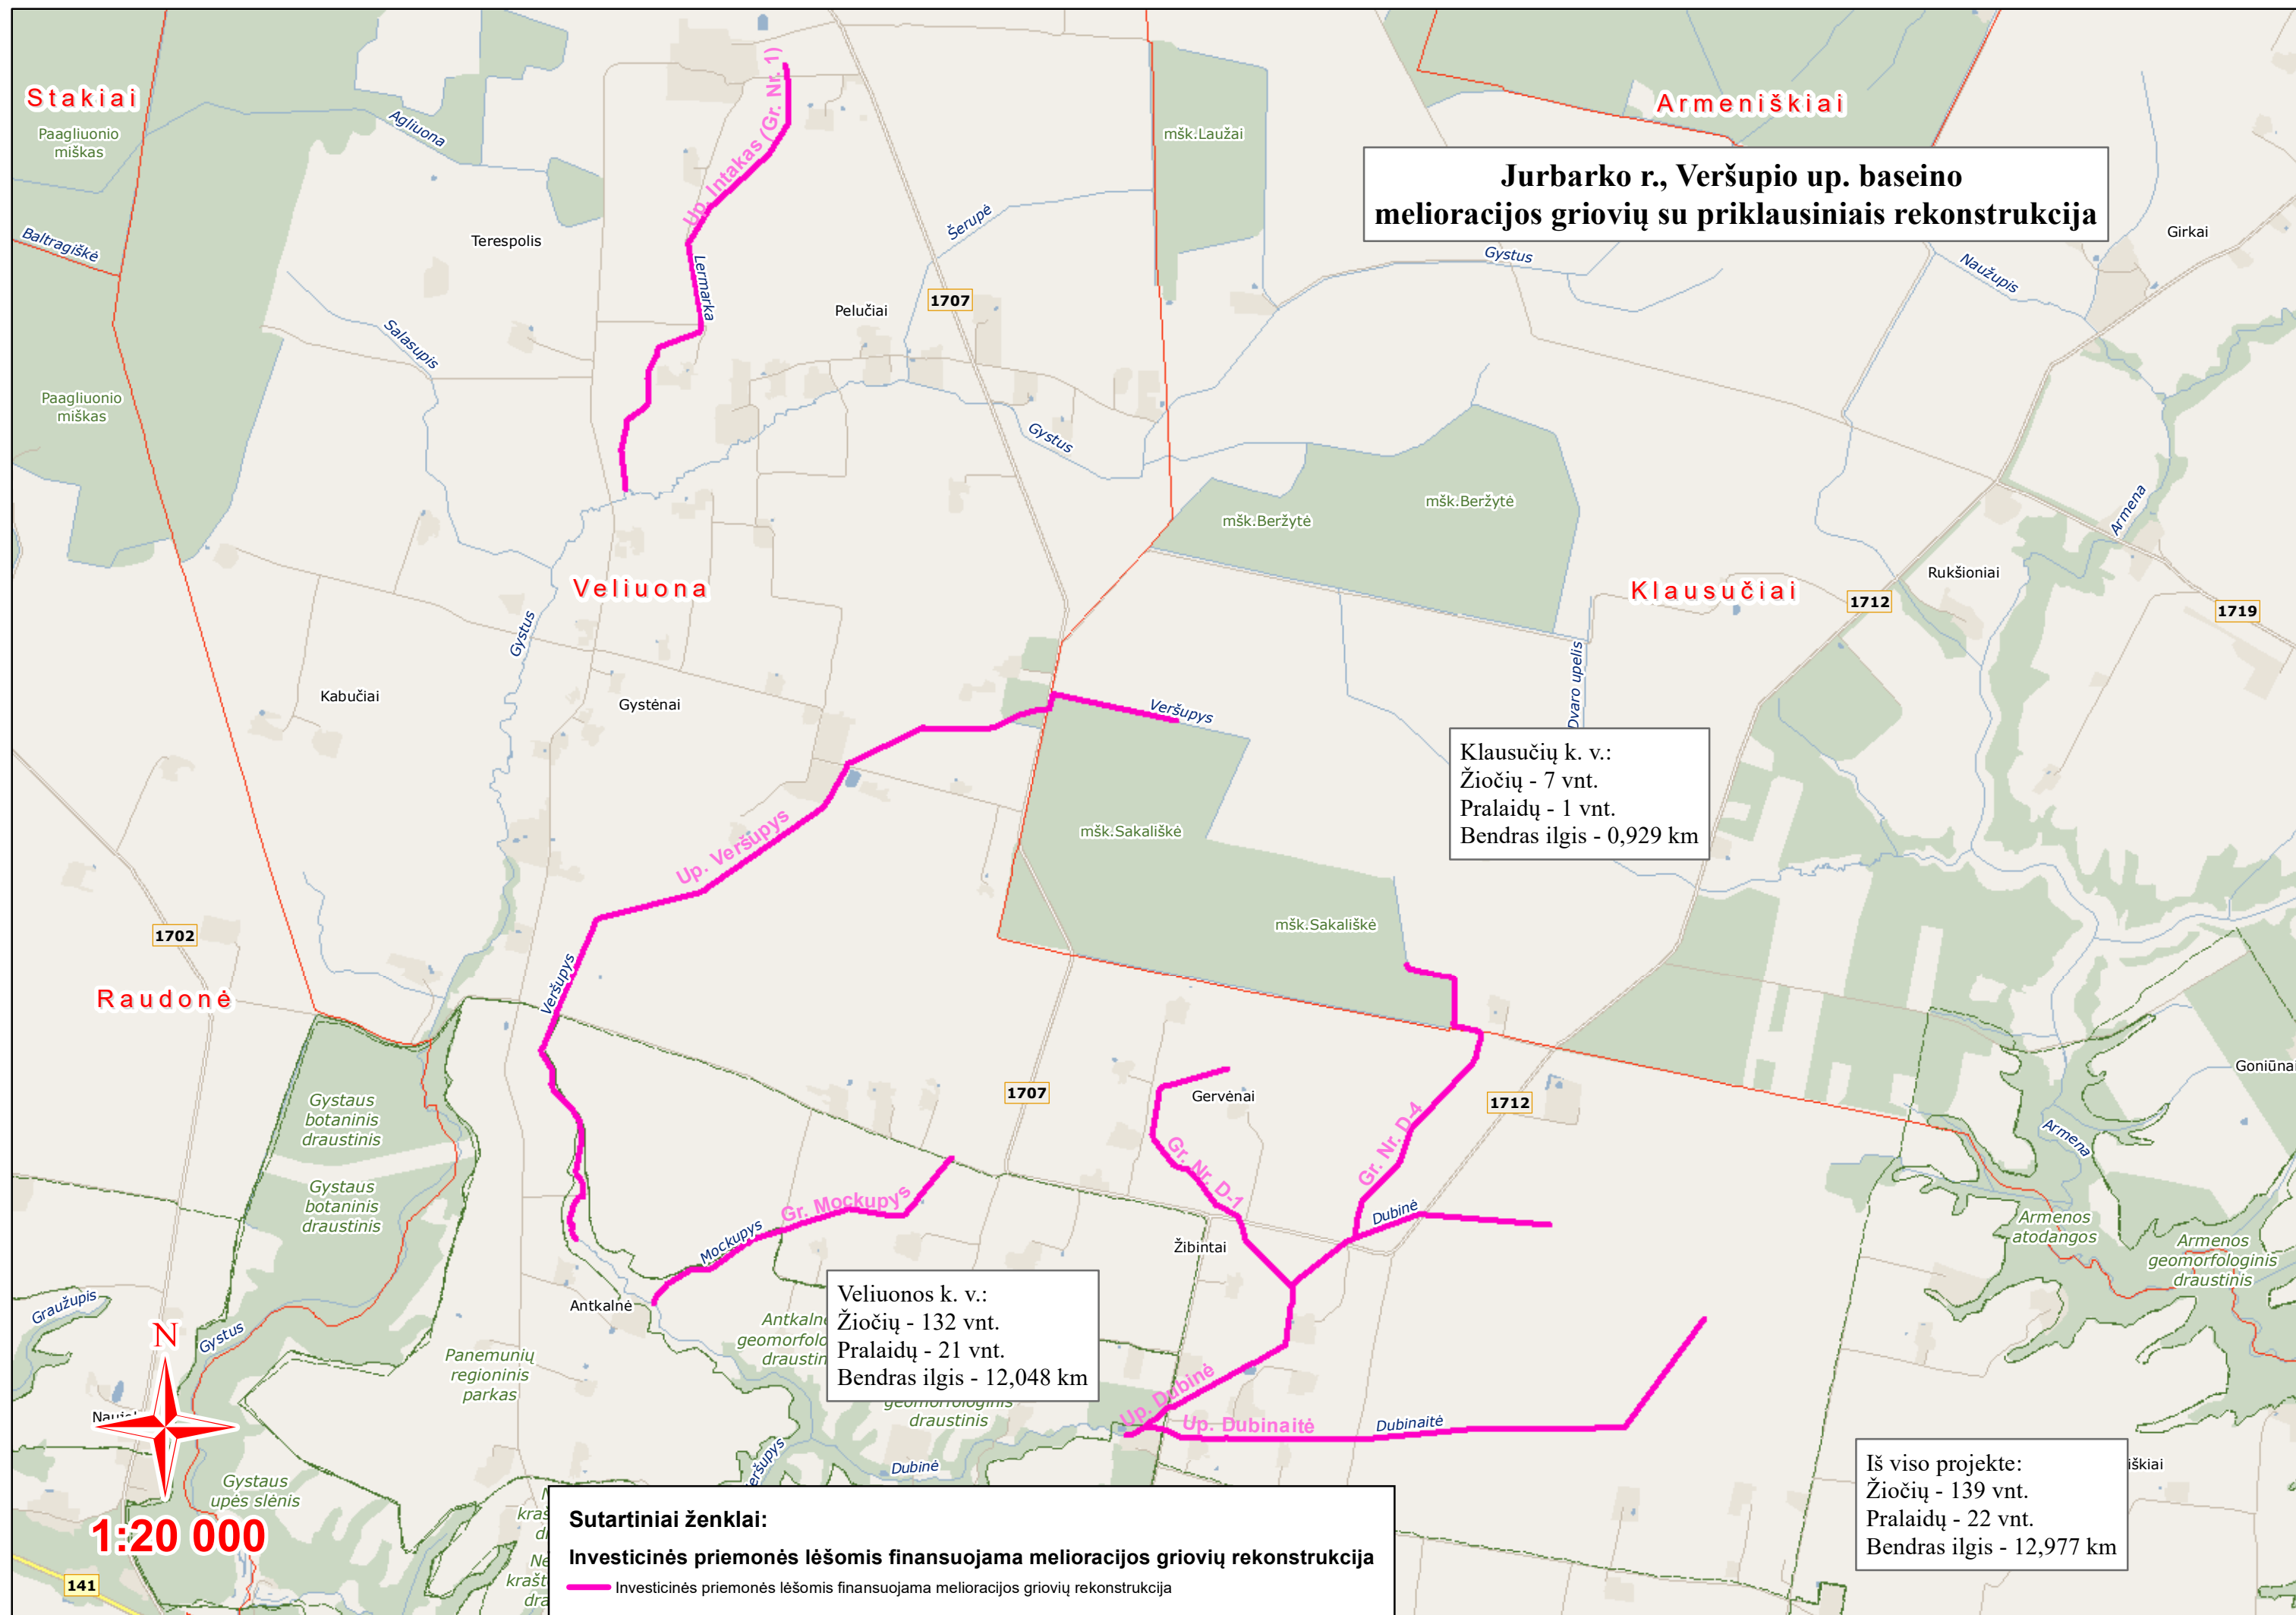 Stakiai
Paagliuonio
miškas
Agliuona
Baltragiškė
Terespolis
Up. Intakas (Gr. Nr. 1)
Lermarka
Šerupė
mšk.Laužai
Armeniškiai
Jurbarko r., Veršupio up. baseino
melioracijos griovių su priklausiniais rekonstrukcija
Gystus
Naužupis
Girkai
1707
Pelučiai
Salasupis
Paagliuonio
miškas
Gystus
mšk.Beržytė
mšk.Beržytė
Armena
Rukšioniai
Veliuona
Klausučiai
1712
1719
Gystus
Dvaro upelis
Kabučiai
Gystėnai
Veršupys
Klausučių k. v.:
Žiočių - 7 vnt.
Pralaidų - 1 vnt.
Bendras ilgis - 0,929 km
Up. Veršupys
mšk.Sakališkė
mšk.Sakališkė
1702
Veršupys
Raudonė
Gystaus
botaninis
draustinis
1707
Gervėnai
1712
Goniūnai
Gr. Nr. D-4
Gr. Nr. D-1
Armena
Gystaus
botaninis
draustinis
Gr. Mockupys
Mockupys
Dubinė
Žibintai
Armenos
atodangos
Armenos
geomorfologinis
draustinis
Graužupis
Gystus
N
Antkalnė
Veliuonos k. v.:
Žiočių - 132 vnt.
Pralaidų - 21 vnt.
Bendras ilgis - 12,048 km
geomorfologinis
draustinis
Panemunių
regioninis
parkas
Up. Dubinė
Up. Dubinaitė
Dubinaitė
Dubinė
Gystaus
upės slėnis
1:20 000
141
Sutartiniai ženklai:
Investicinės priemonės lėšomis finansuojama melioracijos griovių rekonstrukcija
Investicinės priemonės lėšomis finansuojama melioracijos griovių rekonstrukcija
Iš viso projekte:
Žiočių - 139 vnt.
Pralaidų - 22 vnt.
Bendras ilgis - 12,977 km